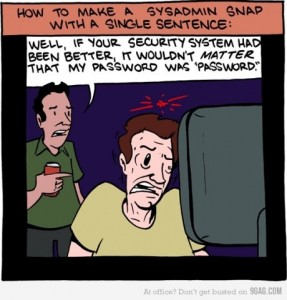 HOW TO MAKE A SYSADMIN SNAP
WITH A SINGLE SENTENCE:
WELL, IF YOUR SECURITY SYSTEM HAD
BEEN BETTER, IT WOULDN'T MATTER
THAT MY PASSWORD WAS "PASSWORD."
At office? Don't get busted on 9GAG.COM